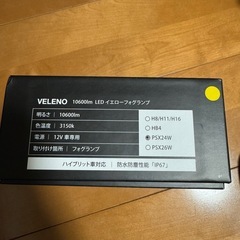 VELENO 10600lm LED イエローフォグランプ
明るさ 10600lm
色温度 3150k
電源 12V 車専用
取り付け箇所 フォグランプ
H8/H11/H16
HB4
PSX24W
PSX26W
ハイブリット車対応 防水防塵性能「IP67」